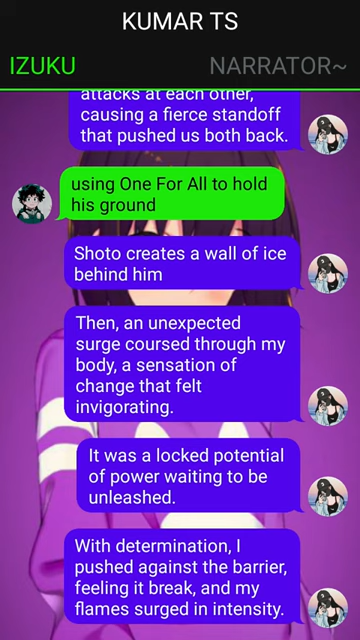 KUMAR TS
IZUKU
NARRATOR~
attacks at each other,
causing a fierce standoff
that pushed us both back.
using One For All to hold
his ground
Shoto creates a wall of ice
behind him
Then, an unexpected
surge coursed through my
body, a sensation of
change that felt
invigorating.
It was a locked potential
of power waiting to be
unleashed.
With determination, I
pushed against the barrier,
feeling it break, and my
flames surged in intensity.